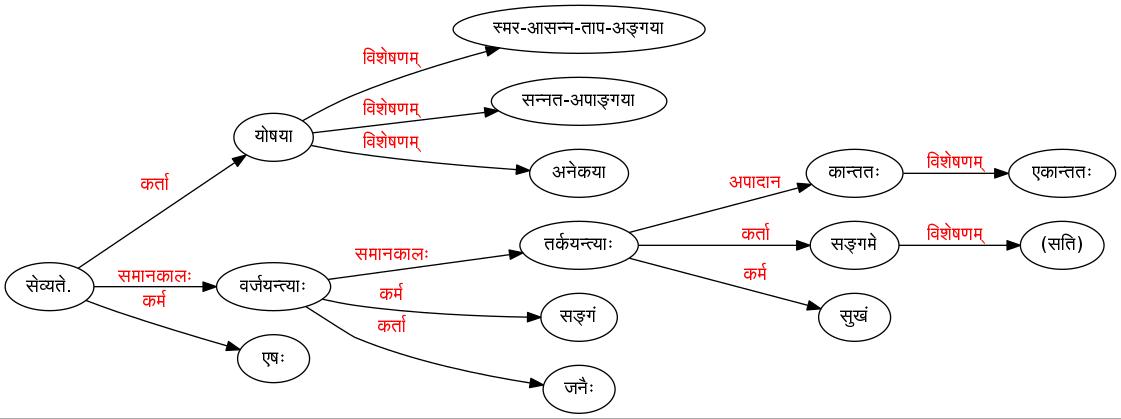 स्मर-आसन्न-ताप-अङ्गया
विशेषणम्
सन्नत-अपाङ्गया
विशेषणम्
योषया
विशेषणम्
अनेकया
कान्ततः
विशेषणम्
एकान्ततः
कर्ता
अपादान
तर्कयन्त्याः
कर्ता
सङ्गमे
विशेषणम्
(सति)
समानकालः
सेव्यते.
समानकालः
वर्जयन्त्याः
कर्म
कर्म
कर्म
सङ्गं
सुखं
कर्ता
एषः
जनैः